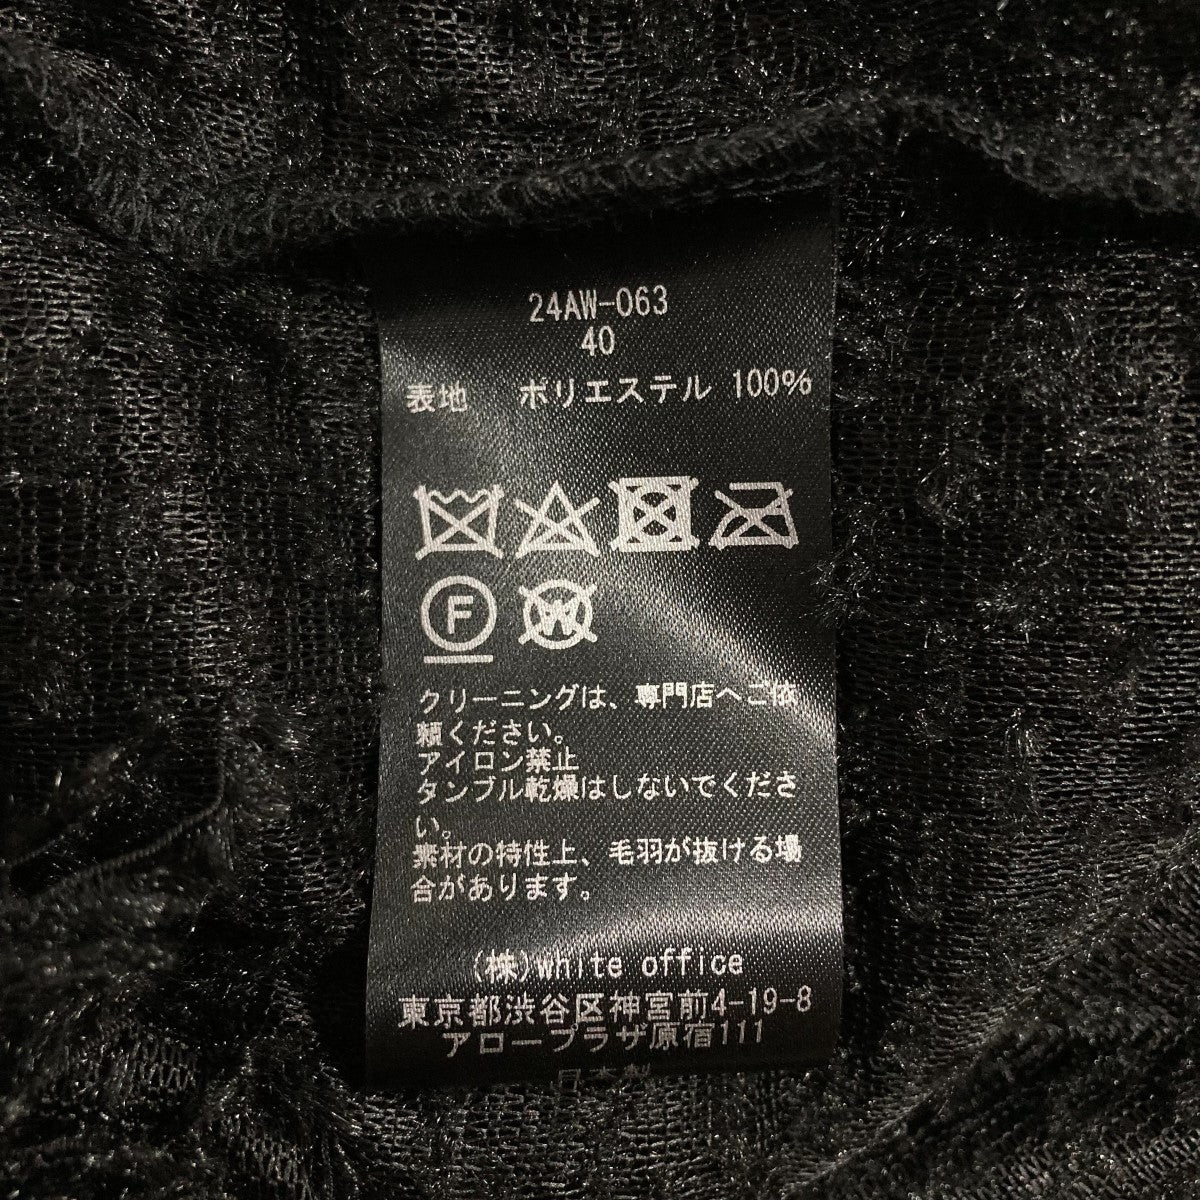 24AW-063
40
表地 ポリエステル 100%
F W
クリーニングは、専門店へご依
頼ください。
アイロン禁止
タンブル乾燥はしないでくださ
い。
素材の特性上、毛羽が抜ける場
合があります。
(株)white office
東京都渋谷区神宮前4-19-8
アロープラザ原宿111
日本製